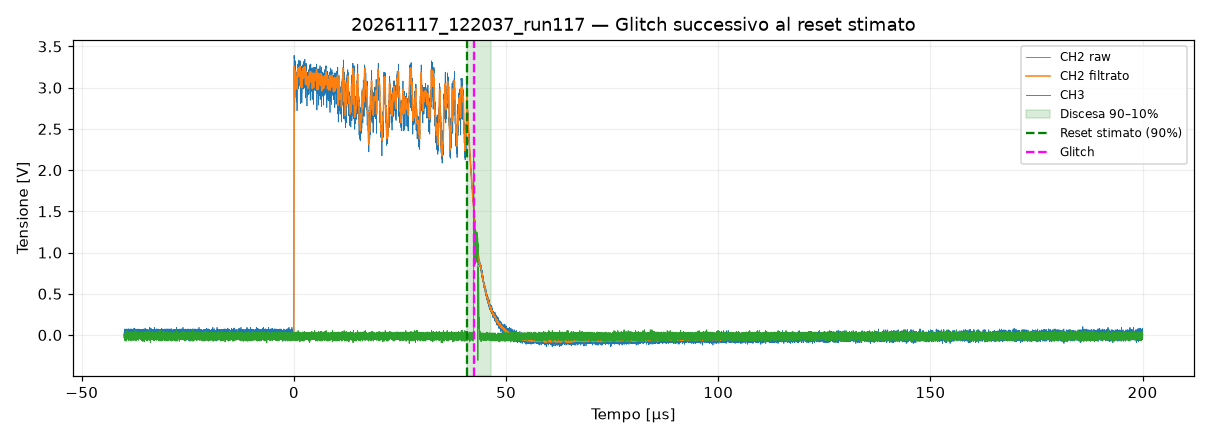 20261117_122037_run117 — Glitch successivo al reset stimato
Tensione [V]
3.5
3.0
2.5
2.0
1.5
1.0
0.5
0.0
CH2 raw
CH2 filtrato
CH3
Discesa 90–10%
Reset stimato (90%)
Glitch
−50
0
50
100
150
200
Tempo [µs]